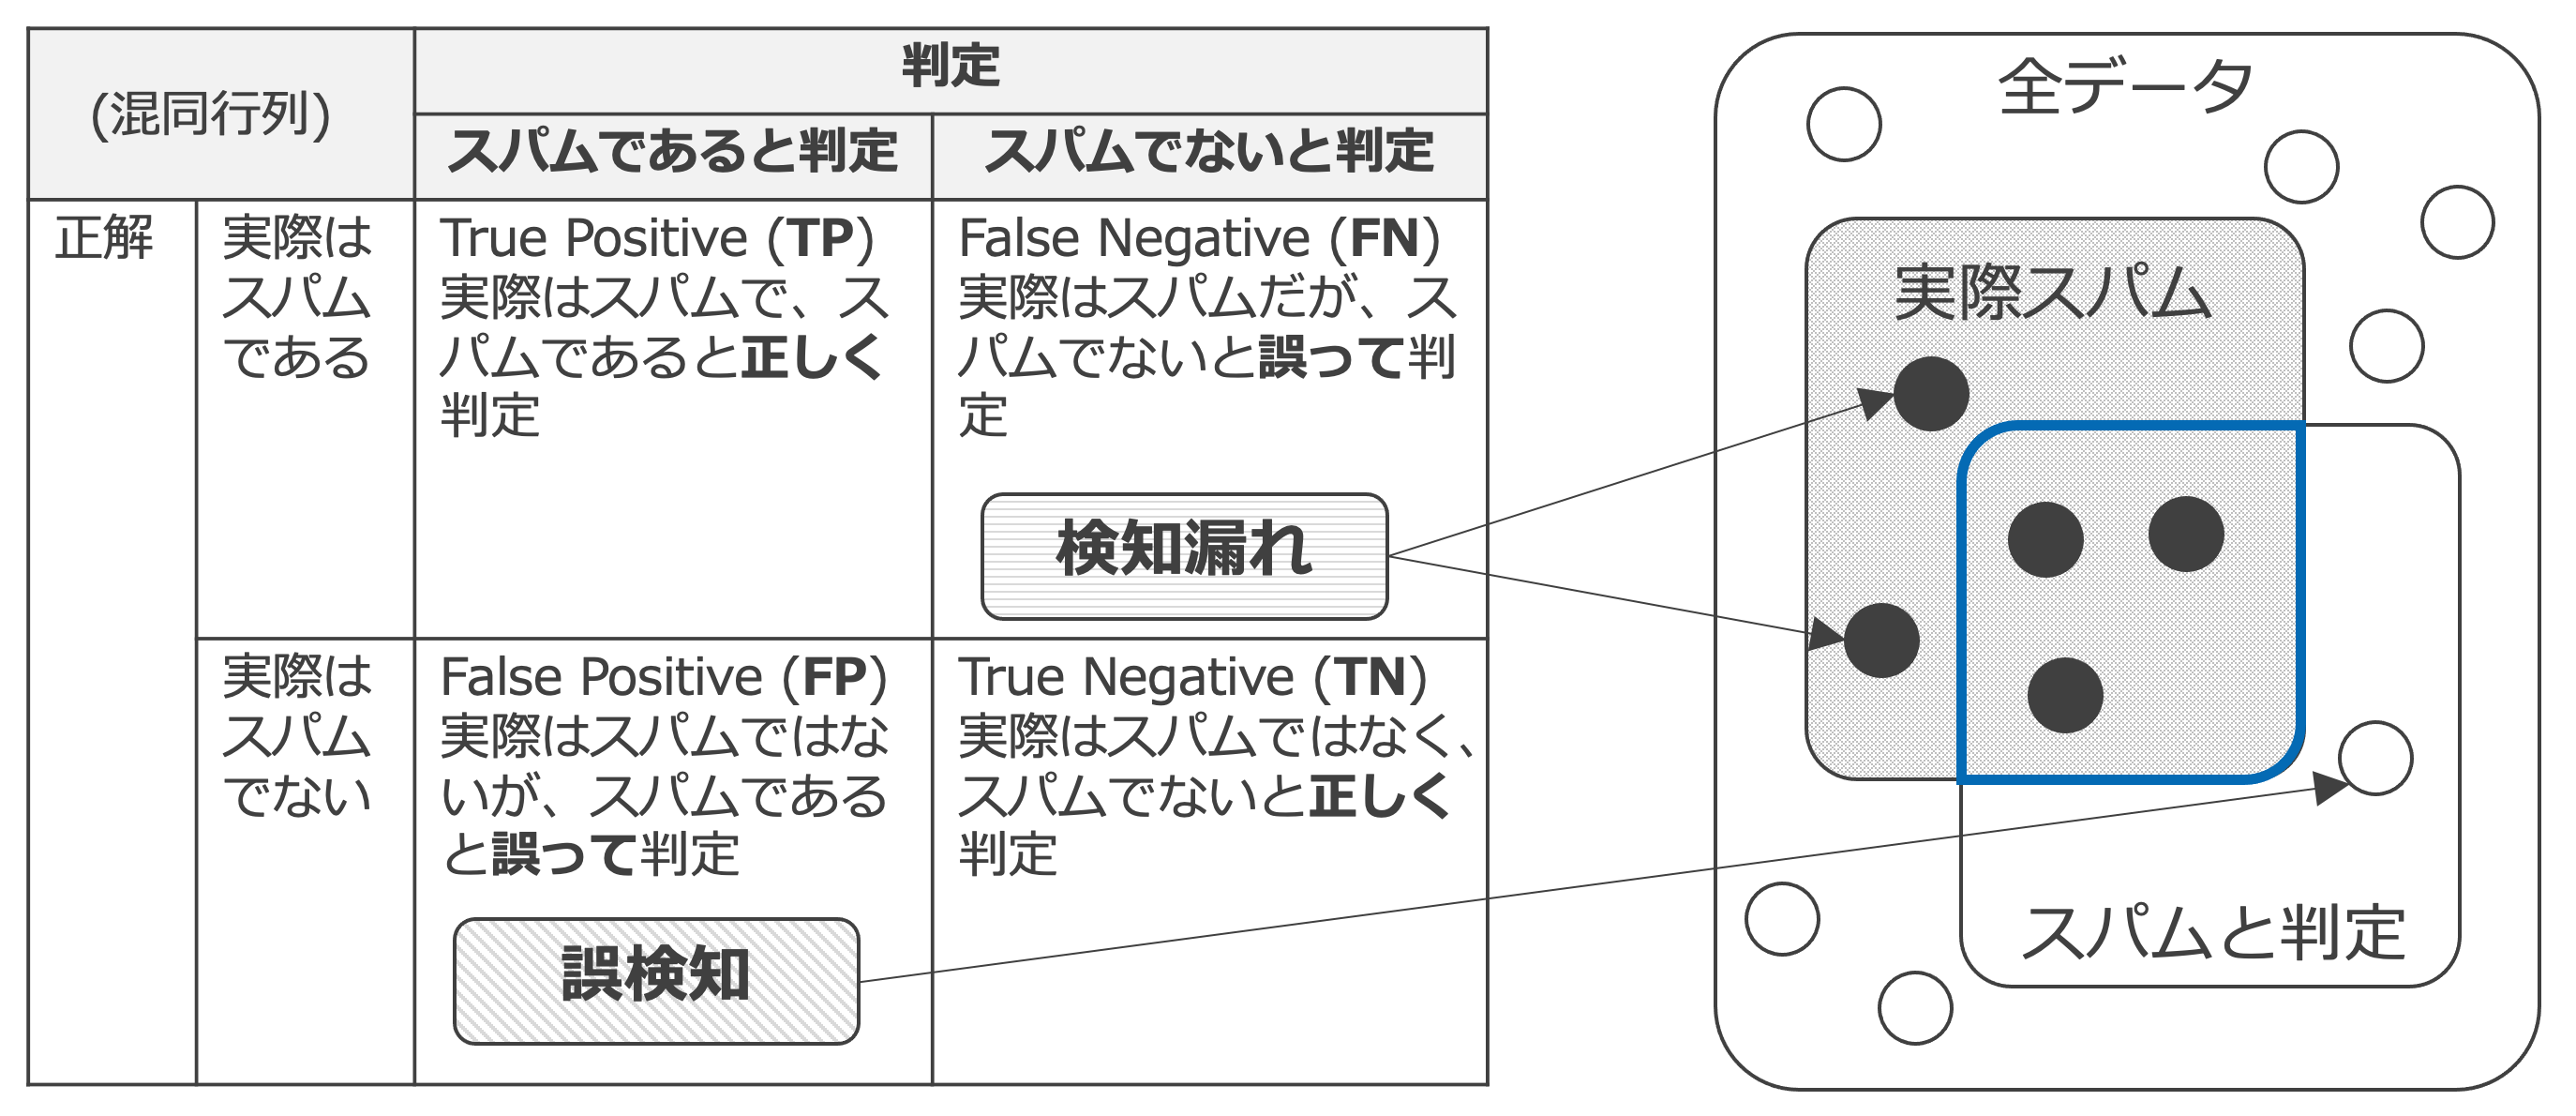 (混同行列)
判定
スパムであると判定
スパムでないと判定
正解
実際は
スパム
である
True Positive (TP)
実際はスパムで、ス
パムであると正しく
判定
False Negative (FN)
実際はスパムだが、ス
パムでないと誤って判
定
検知漏れ
実際は
スパム
でない
False Positive (FP)
実際はスパムではな
いが、スパムである
と誤って判定
誤検知
True Negative (TN)
実際はスパムではなく、
スパムでないと正しく
判定
全データ
実際スパム
スパムと判定